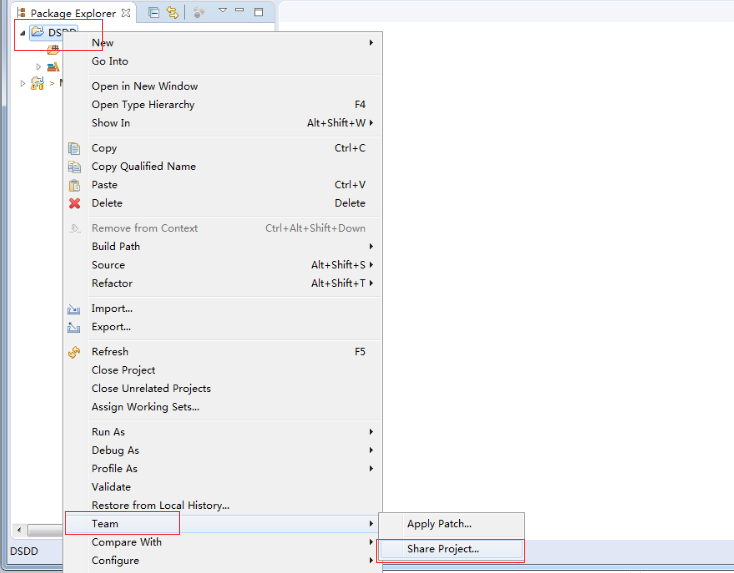 Package Explorer
DSDD
New
Go Into
Open in New Window
Open Type Hierarchy F4
Show In Alt+Shift+W
Copy Ctrl+C
Copy Qualified Name
Paste Ctrl+V
Delete Delete
Remove from Context Ctrl+Alt+Shift+Down
Build Path
Source Alt+Shift+S
Refactor Alt+Shift+T
Import...
Export...
Refresh F5
Close Project
Close Unrelated Projects
Assign Working Sets...
Run As
Debug As
Profile As
Validate
Restore from Local History...
Team
Apply Patch...
Compare With
Share Project...
DSDD
Configure